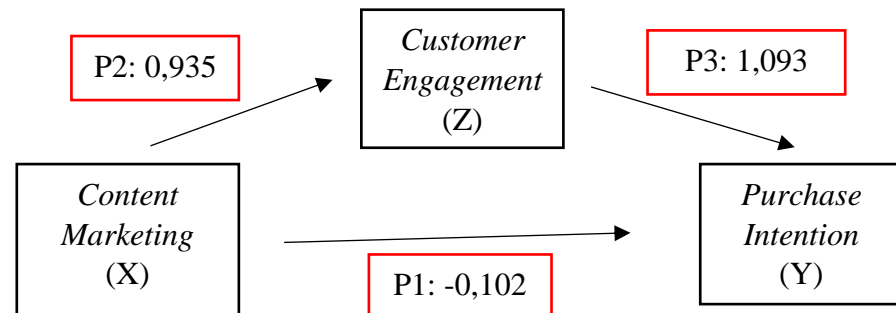 P2: 0,935
Customer
Engagement
(Z)
P3: 1,093
Content
Marketing
(X)
P1: -0,102
Purchase
Intention
(Y)